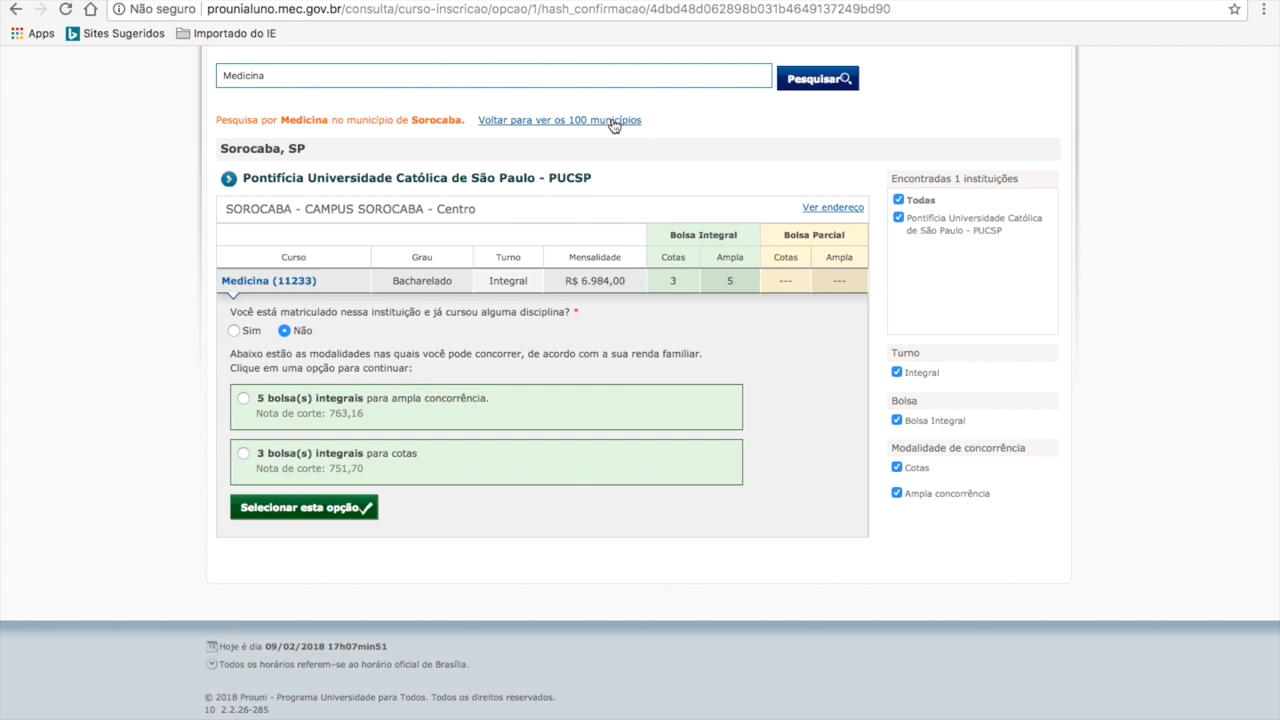 Não seguro
prounialuno.mec.gov.br/consulta/curso-inscricao/opcao/1/hash_confirmacao/4dbd48d062898b031b4649137249bd90
Apps
Sites Sugeridos
Importado do IE
Medicina
Pesquisar
Pesquisa por Medicina no município de Sorocaba.
Voltar para ver os 100 municípios
Sorocaba, SP
Pontifícia Universidade Católica de São Paulo - PUCSP
SOROCABA - CAMPUS SOROCABA - Centro
Ver endereço
Bolsa Integral
Bolsa Parcial
Curso
Grau
Turno
Mensalidade
Cotas
Ampla
Cotas
Ampla
Medicina (11233)
Bacharelado
Integral
R$ 6.984,00
3
5
---
---
Você está matriculado nessa instituição e já cursou alguma disciplina? *
Sim
Não
Abaixo estão as modalidades nas quais você pode concorrer, de acordo com a sua renda familiar.
Clique em uma opção para continuar:
5 bolsa(s) integrais para ampla concorrência.
Nota de corte: 763,16
3 bolsa(s) integrais para cotas
Nota de corte: 751,70
Selecionar esta opção
Encontradas 1 instituições
Todas
Pontifícia Universidade Católica
de São Paulo - PUCSP
Turno
Integral
Bolsa
Bolsa Integral
Modalidade de concorrência
Cotas
Ampla concorrência
Hoje é dia 09/02/2018 17h07min51
Todos os horários referem-se ao horário oficial de Brasília.
© 2018 Prouni - Programa Universidade para Todos. Todos os direitos reservados.
10 2.2.26-285